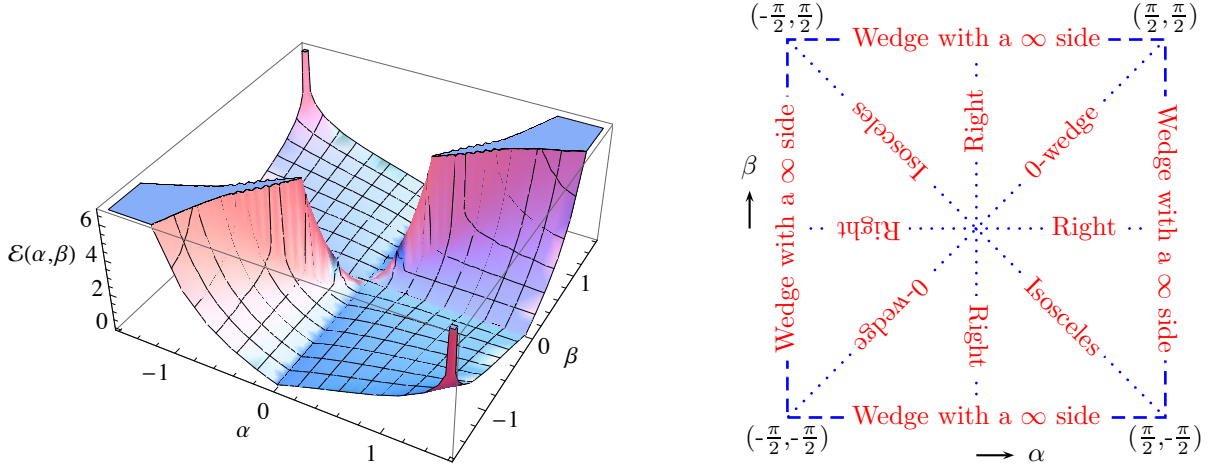 6
4
2
0
ℰ(α,β)
-1
0
1
α
-1
0
1
β
(-π/2,π/2)
(π/2,π/2)
Wedge with a ∞ side
Wedge with a ∞ side
Isosceles
Right
0-wedge
Wedge with a ∞ side
β
Right
Right
0-wedge
Right
Isosceles
Wedge with a ∞ side
(-π/2,-π/2)
(π/2,-π/2)
α